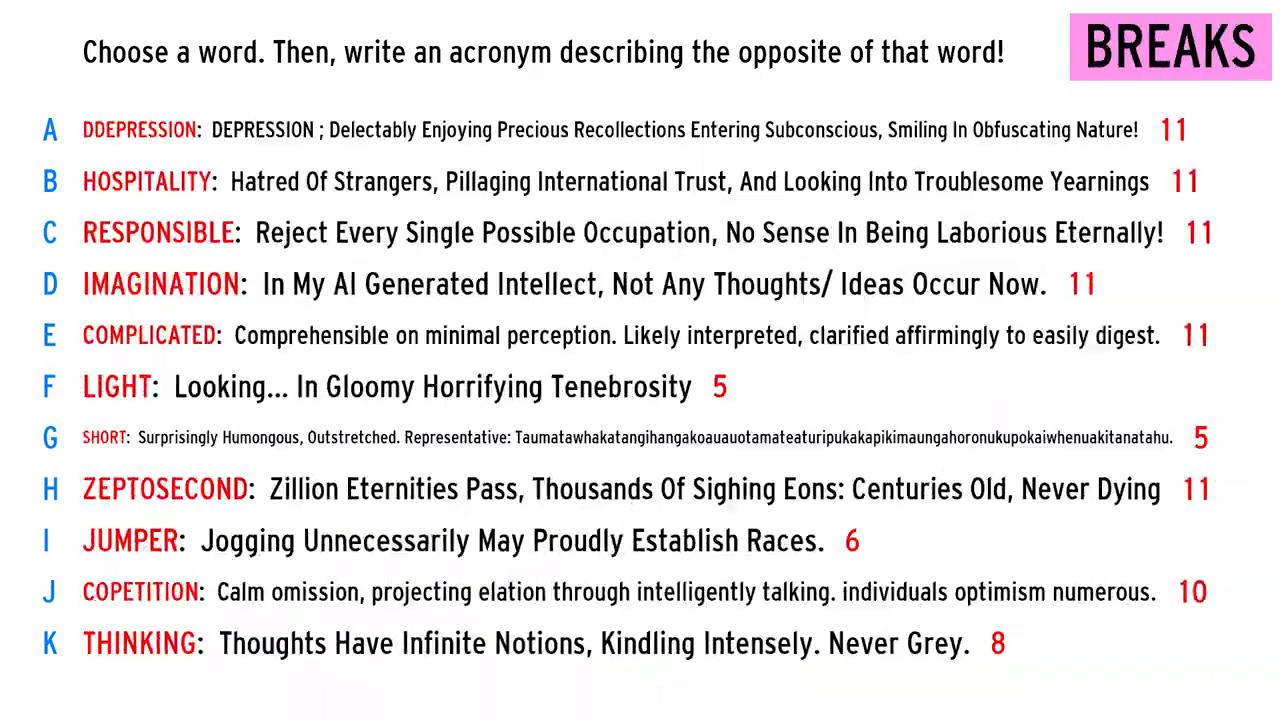 Choose a word. Then, write an acronym describing the opposite of that word!
BREAKS
A DDEPRESSION: DEPRESSION ; Delectably Enjoying Precious Recollections Entering Subconscious, Smiling In Obfuscating Nature! 11
B HOSPITALITY: Hatred Of Strangers, Pillaging International Trust, And Looking Into Troublesome Yearnings 11
C RESPONSIBLE: Reject Every Single Possible Occupation, No Sense In Being Laborious Eternally! 11
D IMAGINATION: In My AI Generated Intellect, Not Any Thoughts/ Ideas Occur Now. 11
E COMPLICATED: Comprehensible on minimal perception. Likely interpreted, clarified affirmingly to easily digest. 11
F LIGHT: Looking... In Gloomy Horrifying Tenebrosity 5
G SHORT: Surprisingly Humongous, Outstretched. Representative: Taumatawhakatangihangakoauauotamateaturipukakapikimaungahoronukupokaiwhenuakitanatahu. 5
H ZEPTOSECOND: Zillion Eternities Pass, Thousands Of Sighing Eons: Centuries Old, Never Dying 11
I JUMPER: Jogging Unnecessarily May Proudly Establish Races. 6
J COPETITION: Calm omission, projecting elation through intelligently talking. individuals optimism numerous. 10
K THINKING: Thoughts Have Infinite Notions, Kindling Intensely. Never Grey. 8